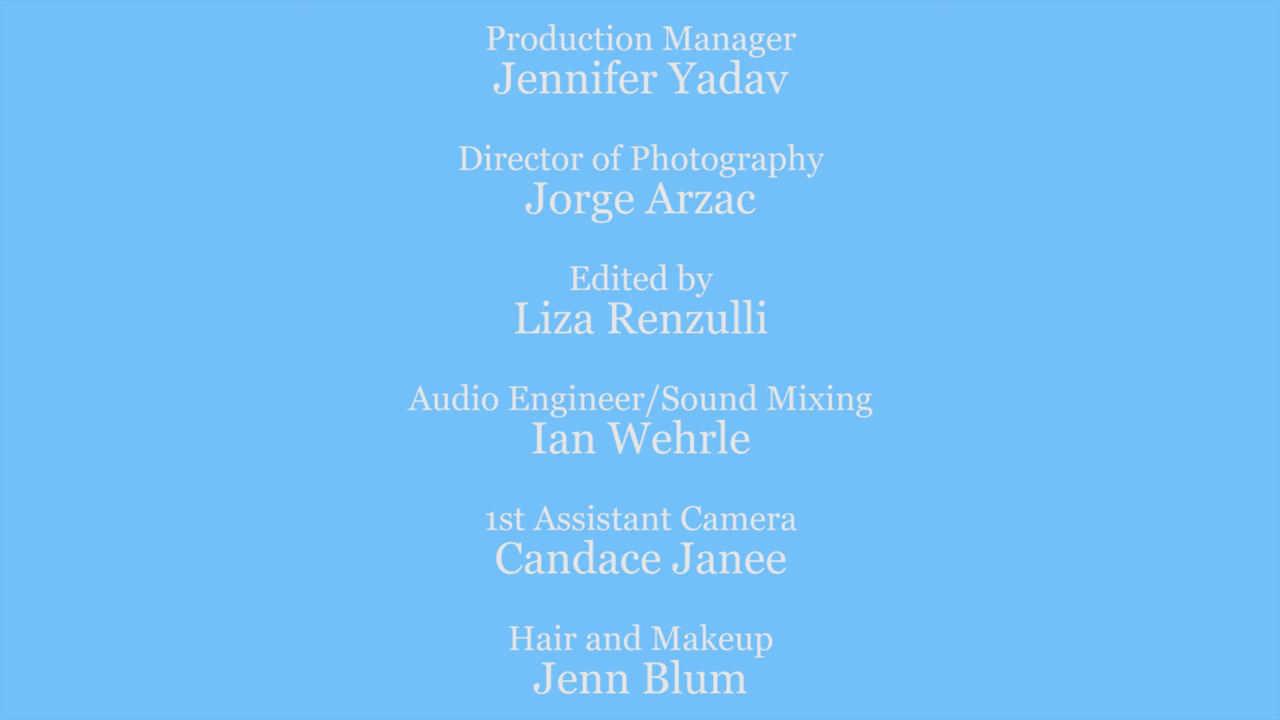 Production Manager
Jennifer Yadav
Director of Photography
Jorge Arzac
Edited by
Liza Renzulli
Audio Engineer/Sound Mixing
Ian Wehrle
1st Assistant Camera
Candace Janee
Hair and Makeup
Jenn Blum